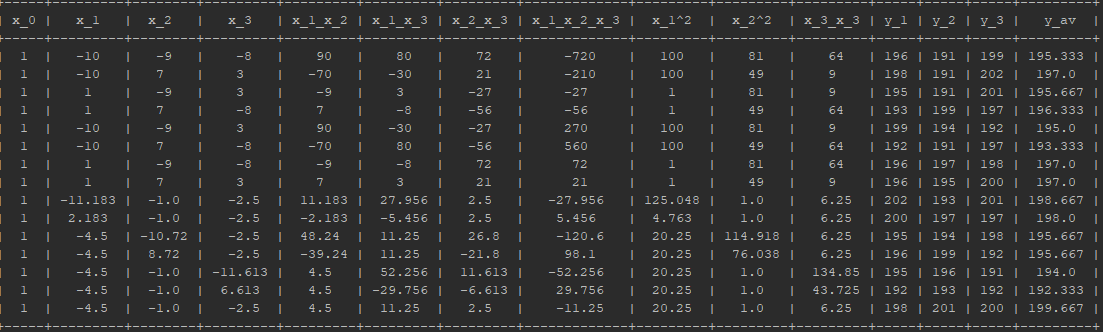 | x_0 | x_1 | x_2 | x_3 | x_1_x_2 | x_1_x_3 | x_2_x_3 | x_1_x_2_x_3 | x_1^2 | x_2^2 | x_3_x_3 | y_1 | y_2 | y_3 | y_av |
| 1 | -10 | -9 | -8 | 90 | 80 | 72 | -720 | 100 | 81 | 64 | 196 | 191 | 199 | 195.333 |
| 1 | -10 | 7 | 3 | -70 | -30 | 21 | -210 | 100 | 49 | 9 | 198 | 191 | 202 | 197.0 |
| 1 | 1 | -9 | 3 | -9 | 3 | -27 | -27 | 1 | 81 | 9 | 195 | 191 | 201 | 195.667 |
| 1 | 1 | 7 | -8 | 7 | -8 | -56 | -56 | 1 | 49 | 64 | 193 | 199 | 197 | 196.333 |
| 1 | -10 | -9 | 3 | 90 | -30 | -27 | 270 | 100 | 81 | 9 | 199 | 194 | 192 | 195.0 |
| 1 | -10 | 7 | -8 | -70 | 80 | -56 | 560 | 100 | 49 | 64 | 192 | 191 | 197 | 193.333 |
| 1 | 1 | -9 | -8 | -9 | -8 | 72 | 72 | 1 | 81 | 64 | 196 | 197 | 198 | 197.0 |
| 1 | 1 | 7 | 3 | 7 | 3 | 21 | 21 | 1 | 49 | 9 | 196 | 195 | 200 | 197.0 |
| 1 | -11.183 | -1.0 | -2.5 | 11.183 | 27.956 | 2.5 | -27.956 | 125.048 | 1.0 | 6.25 | 202 | 193 | 201 | 198.667 |
| 1 | 2.183 | -1.0 | -2.5 | -2.183 | -5.456 | 2.5 | 5.456 | 4.763 | 1.0 | 6.25 | 200 | 197 | 197 | 198.0 |
| 1 | -4.5 | -10.72 | -2.5 | 48.24 | 11.25 | 26.8 | -120.6 | 20.25 | 114.918 | 6.25 | 195 | 194 | 198 | 195.667 |
| 1 | -4.5 | 8.72 | -2.5 | -39.24 | 11.25 | -21.8 | 98.1 | 20.25 | 76.038 | 6.25 | 196 | 199 | 192 | 195.667 |
| 1 | -4.5 | -1.0 | -11.613 | 4.5 | 52.256 | 11.613 | -52.256 | 20.25 | 1.0 | 134.85 | 195 | 196 | 191 | 194.0 |
| 1 | -4.5 | -1.0 | 6.613 | 4.5 | -29.756 | -6.613 | 29.756 | 20.25 | 1.0 | 43.725 | 192 | 193 | 192 | 192.333 |
| 1 | -4.5 | -1.0 | -2.5 | 4.5 | 11.25 | 2.5 | -11.25 | 20.25 | 1.0 | 6.25 | 198 | 201 | 200 | 199.667 |